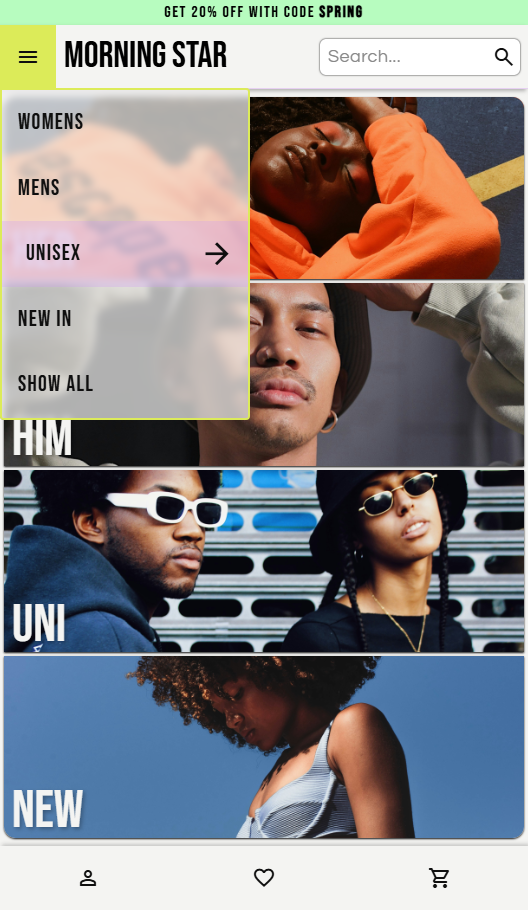 GET 20% OFF WITH CODE SPRING
MORNING STAR
Search...
WOMENS
MENS
UNISEX
NEW IN
SHOW ALL
HIM
UNI
NEW